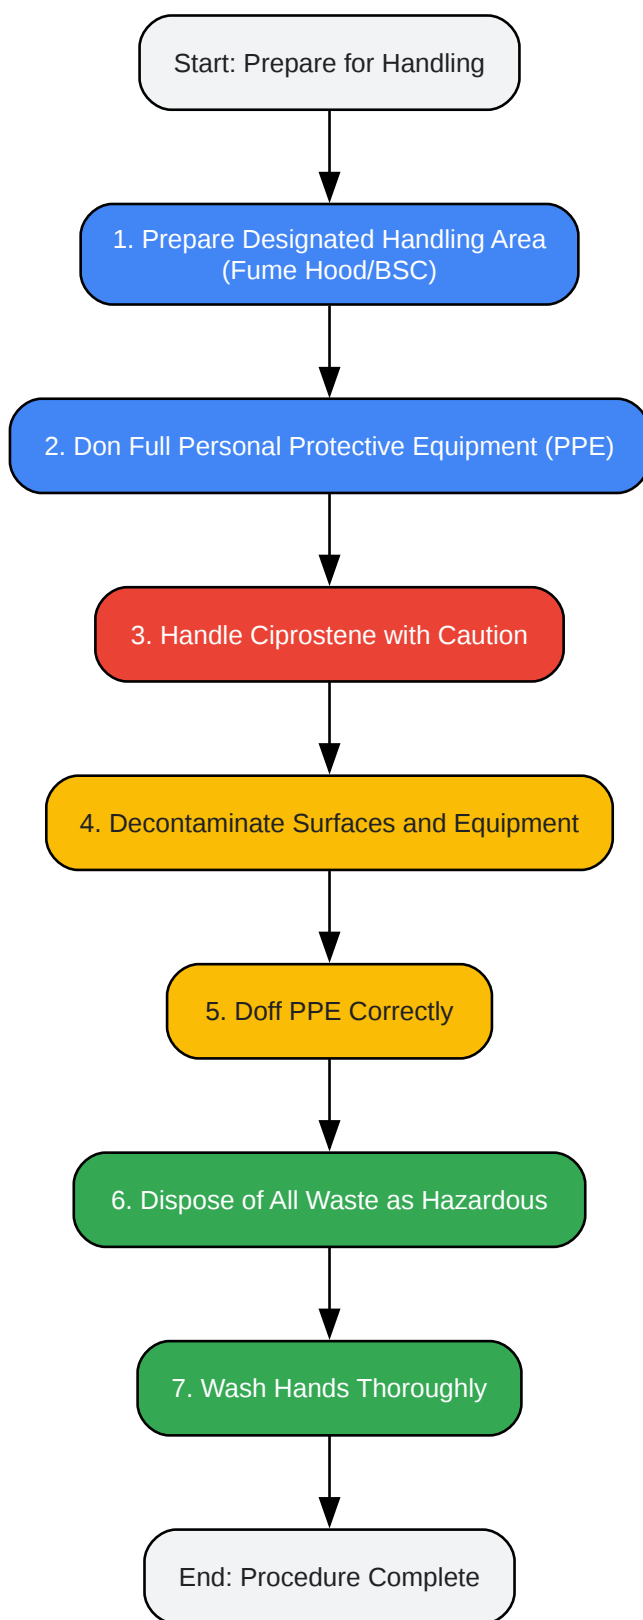 Start: Prepare for Handling
1. Prepare Designated Handling Area
(Fume Hood/BSC)
2. Don Full Personal Protective Equipment (PPE)
3. Handle Ciprostene with Caution
4. Decontaminate Surfaces and Equipment
5. Doff PPE Correctly
6. Dispose of All Waste as Hazardous
7. Wash Hands Thoroughly
End: Procedure Complete